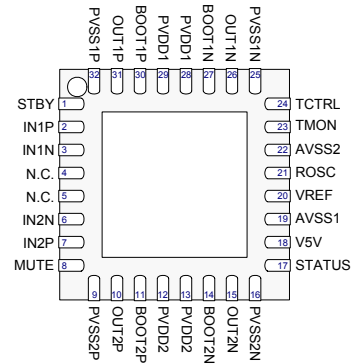 PVSS1P
OUT1P
BOOT1P
PVDD1
PVDD1
BOOT1N
OUT1N
PVSS1N
32 31 30 29 28 27 26 25
STBY 1
IN1P 2
IN1N 3
N.C. 4
N.C. 5
IN2N 6
IN2P 7
MUTE 8
24 TCTRL
23 TMON
22 AVSS2
21 ROSC
20 VREF
19 AVSS1
18 V5V
17 STATUS
9 10 11 12 13 14 15 16
PVSS2P
OUT2P
BOOT2P
PVDD2
PVDD2
BOOT2N
OUT2N
PVSS2N